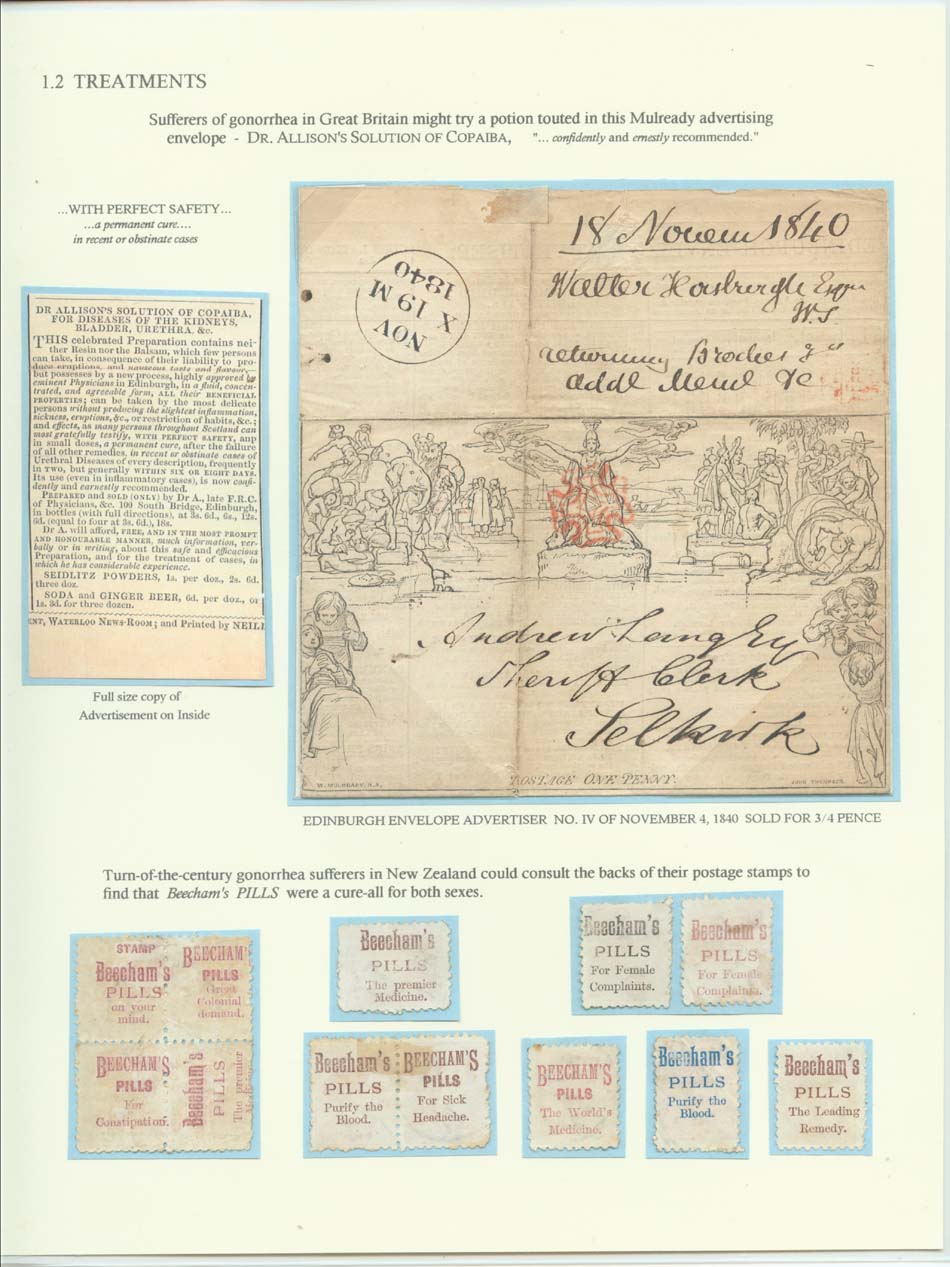 1.2 TREATMENTS
Sufferers of gonorrhea in Great Britain might try a potion touted in this Mulready advertising
envelope - DR. ALLISON'S SOLUTION OF COPAIBA, "... confidently and ernestly recommended."
...WITH PERFECT SAFETY...
...a permanent cure....
in recent or obstinate cases
DR ALLISON'S SOLUTION OF COPAIBA,
FOR DISEASES OF THE KIDNEYS,
BLADDER, URETHRA, &c.
THIS celebrated Preparation contains nei-
ther Resin nor the Balsam, which few persons
can take, in consequence of their liability to pro-
duce eruptions, and nauseous taste and flavour,—
but possesses by a new process, highly approved by
eminent Physicians in Edinburgh, in a fluid, concen-
trated, and agreeable form, ALL their BENEFICIAL
PROPERTIES; can be taken by the most delicate
persons without producing the slightest inflammation,
sickness, eruptions, &c., or restriction of habits, &c.;
and effects, as many persons throughout Scotland can
most gratefully testify, WITH PERFECT SAFETY, and
in small doses, a permanent cure, after the failure
of all other remedies, in recent or obstinate cases of
Urethral Diseases of every description, frequently
in two, but generally WITHIN SIX OR EIGHT DAYS.
Its use (even in inflammatory cases), is now confi-
dently and earnestly recommended.
PREPARED and SOLD (ONLY) by Dr A., late F.R.C.
of Physicians, &c. 100 South Bridge, Edinburgh,
in bottles (with full directions), at 3s. 6d., 6s., 12s.
6d. (equal to four at 3s. 6d.), 18s.
Dr A. will afford, FREE, AND IN THE MOST PROMPT
AND HONOURABLE MANNER, much information, ver-
bally or in writing, about this safe and efficacious
Preparation, and for the treatment of cases, in
which he has considerable experience.
SEIDLITZ POWDERS, 1s. per doz., 2s. 6d.
three doz.
SODA and GINGER BEER, 6d. per doz., or
1s. 3d. for three dozen.
ENT, WATERLOO NEWS-ROOM; and Printed by NEILL
Full size copy of
Advertisement on Inside
18 Novem 1840
Walter Horsburgh Esqr
W.S.
returning
addl &c
X
NOV
19 M
1840
Andrew Lang Esq
Sheriff Clerk
Selkirk
POSTAGE ONE PENNY.
W. MULREADY, R.A.
JOHN THOMPSON.
EDINBURGH ENVELOPE ADVERTISER NO. IV OF NOVEMBER 4, 1840 SOLD FOR 3/4 PENCE
Turn-of-the-century gonorrhea sufferers in New Zealand could consult the backs of their postage stamps to
find that Beecham's PILLS were a cure-all for both sexes.
STAMP
Beecham's
PILLS
on your
mind.
BEECHAM'
PILLS
Great
Colonial
demand.
BEECHAM'S
PILLS
For
Constipation.
Beecham's
PILLS
The premier
Beecham's
PILLS
The premier
Medicine.
Beecham's
PILLS
For Female
Complaints.
Beecham's
PILLS
For Female
Complaints.
Beecham's
PILLS
Purify the
Blood.
BEECHAM'S
PILLS
For Sick
Headache.
BEECHAM'S
PILLS
The World's
Medicine.
Beecham's
PILLS
Purify the
Blood.
BEECHAM'S
PILLS
The Leading
Remedy.